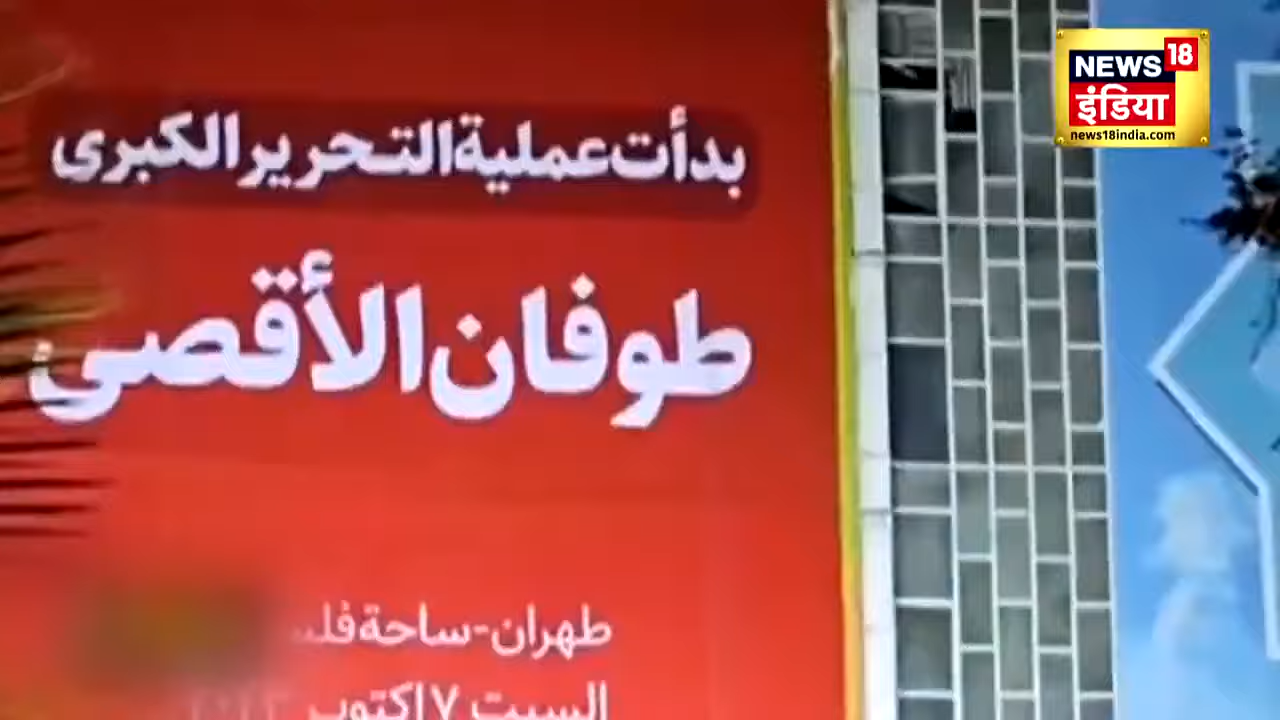 بدأت عملية التحرير الكبرى
طوفان الأقصى
طهران-ساحة
السبت ٧ اكتوبر
NEWS 18
इंडिया
news18india.com